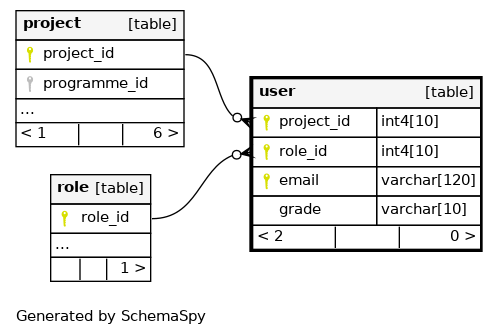 project [table]
project_id
programme_id
...
< 1 6 >
user [table]
project_id int4[10]
role_id int4[10]
email varchar[120]
grade varchar[10]
< 2 0 >
role [table]
role_id
...
1 >
Generated by SchemaSpy